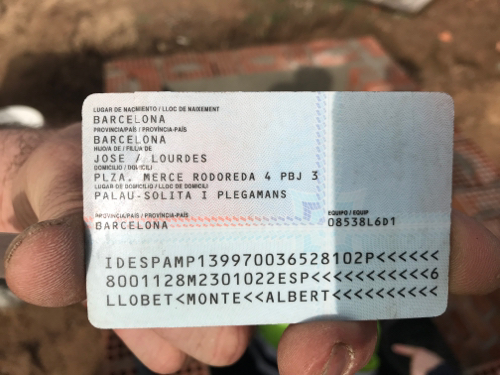 LUGAR DE NACIMIENTO / LLOC DE NAIXEMENT
BARCELONA
PROVINCIA/PAÍS / PROVÍNCIA-PAÍS
BARCELONA
HIJO/A DE / FILL/A DE
JOSE / LOURDES
DOMICILIO / DOMICILI
PLZA. MERCE RODOREDA 4 PBJ 3
LUGAR DE DOMICILIO / LLOC DE DOMICILI
PALAU-SOLITA I PLEGAMANS
PROVINCIA/PAÍS / PROVÍNCIA-PAÍS
BARCELONA
EQUIPO / EQUIP
08538L6D1
IDESPAMP139970036528102P<<<<<<
8001128M2301022ESP<<<<<<<<<<<6
LLOBET<MONTE<<ALBERT<<<<<<<<<<